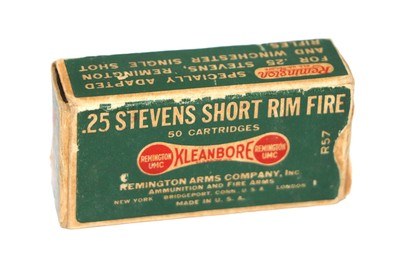 Remington
SPECIALLY ADAPTED
FOR .25 STEVENS, REMINGTON
AND WINCHESTER SINGLE SHOT
RIFLES
.25 STEVENS SHORT RIM FIRE
50 CARTRIDGES
REMINGTON UMC KLEANBORE REMINGTON UMC
R57
REMINGTON ARMS COMPANY, INC.
AMMUNITION AND FIRE ARMS
NEW YORK BRIDGEPORT, CONN. U.S.A. LONDON
MADE IN U.S.A.